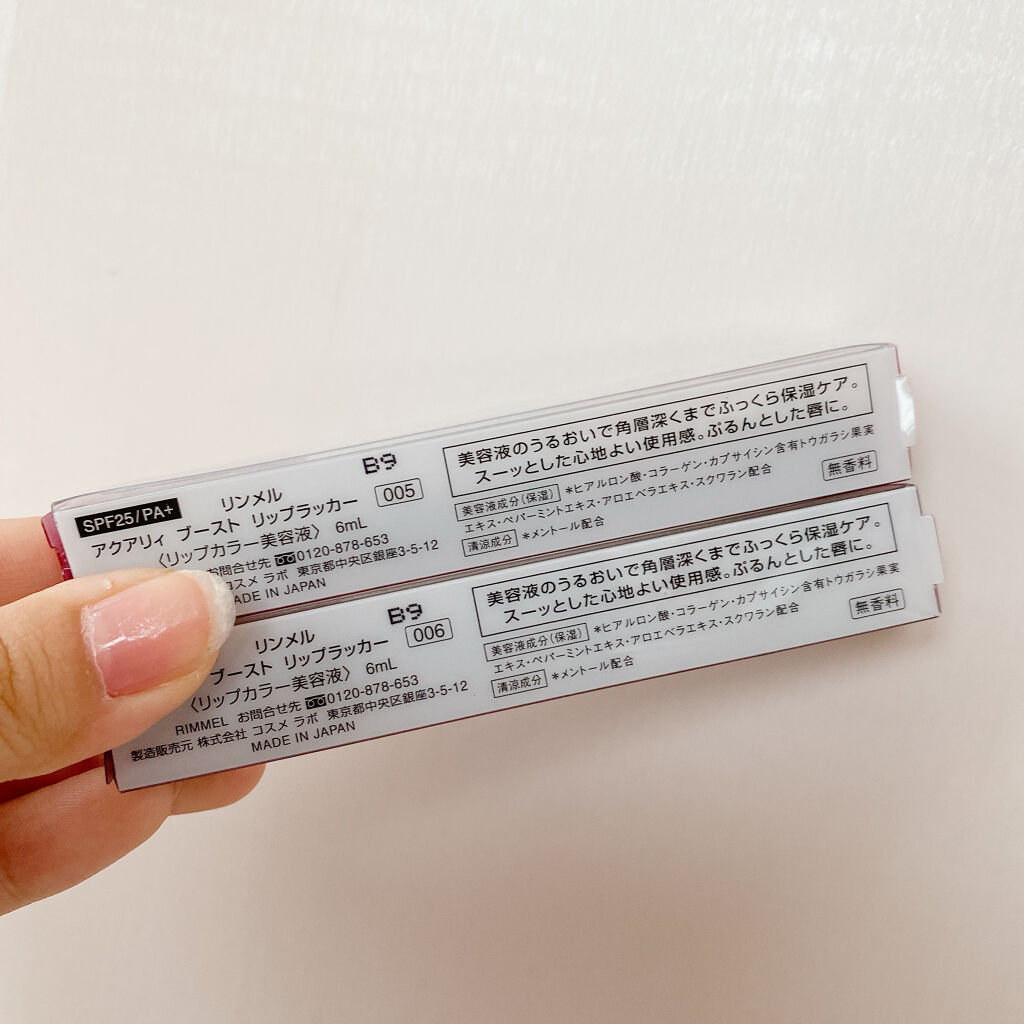 B9
SPF25/PA+
リンメル
アクアリィ ブースト リップラッカー 005
〈リップカラー美容液〉 6mL
お問合せ先 0120-878-653
コスメ ラボ 東京都中央区銀座3-5-12
MADE IN JAPAN
美容液のうるおいで角層深くまでふっくら保湿ケア。
スーッとした心地よい使用感。ぷるんとした唇に。
美容液成分(保湿) *ヒアルロン酸・コラーゲン・カプサイシン含有トウガラシ果実
エキス・ペパーミントエキス・アロエベラエキス・スクワラン配合
清涼成分 *メントール配合
無香料
B9
リンメル
ブースト リップラッカー 006
〈リップカラー美容液〉 6mL
RIMMEL お問合せ先 0120-878-653
製造販売元 株式会社 コスメ ラボ 東京都中央区銀座3-5-12
MADE IN JAPAN
美容液のうるおいで角層深くまでふっくら保湿ケア。
スーッとした心地よい使用感。ぷるんとした唇に。
美容液成分(保湿) *ヒアルロン酸・コラーゲン・カプサイシン含有トウガラシ果実
エキス・ペパーミントエキス・アロエベラエキス・スクワラン配合
清涼成分 *メントール配合
無香料